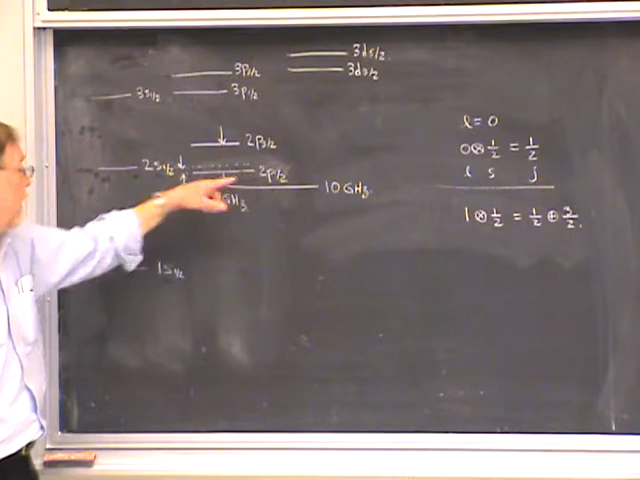 3d5/2
3d3/2
3p3/2
3s1/2
3p1/2
2p3/2
2s1/2
2p1/2
10 GHz
GHz
1s1/2
l = 0
0 ⊗ 1/2 = 1/2
l s j
1 ⊗ 1/2 = 1/2 ⊕ 3/2.